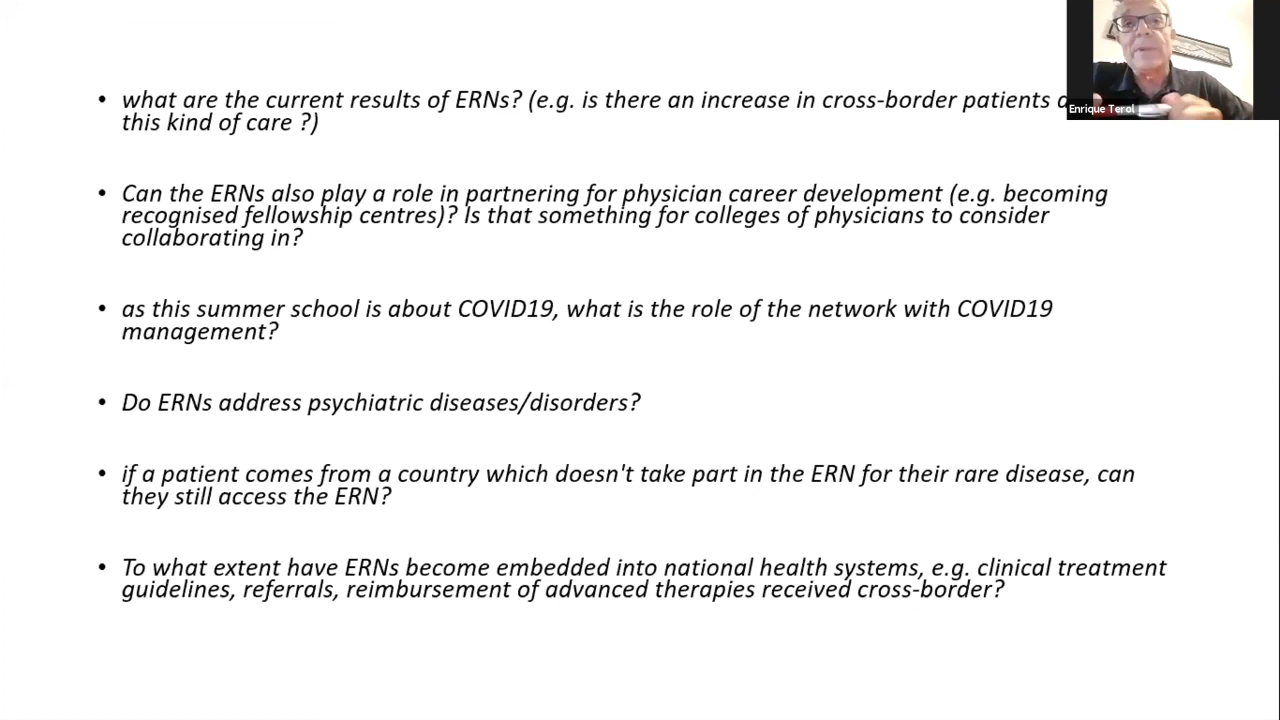 • what are the current results of ERNs? (e.g. is there an increase in cross-border patients
this kind of care ?)
• Can the ERNs also play a role in partnering for physician career development (e.g. becoming
recognised fellowship centres)? Is that something for colleges of physicians to consider
collaborating in?
• as this summer school is about COVID19, what is the role of the network with COVID19
management?
• Do ERNs address psychiatric diseases/disorders?
• if a patient comes from a country which doesn't take part in the ERN for their rare disease, can
they still access the ERN?
• To what extent have ERNs become embedded into national health systems, e.g. clinical treatment
guidelines, referrals, reimbursement of advanced therapies received cross-border?
Enrique Terol